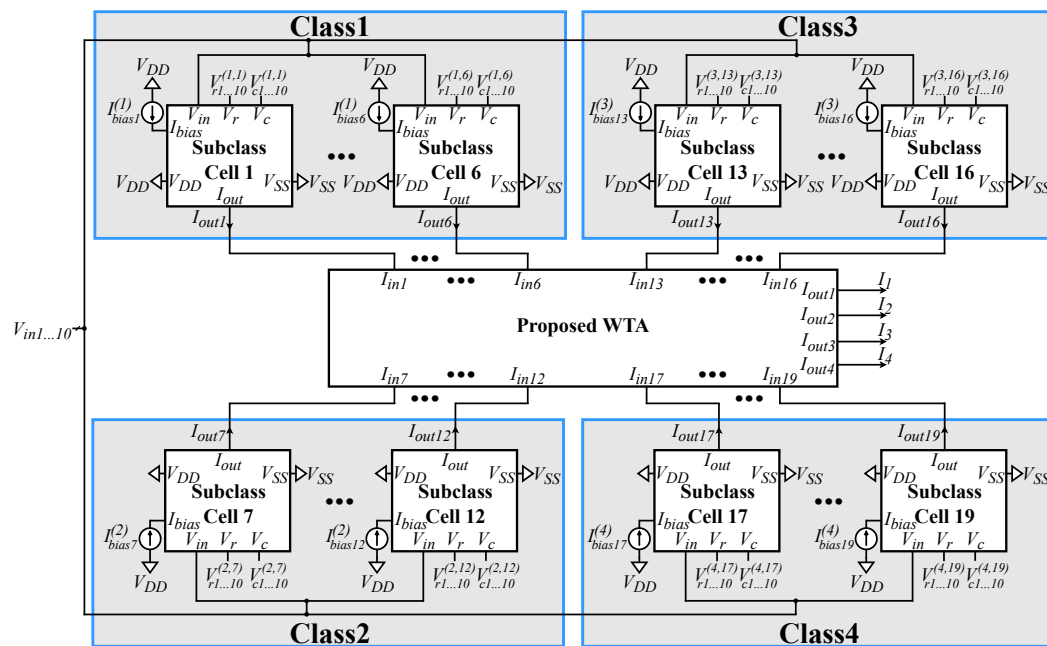 Class1 Class3
V_DD V_r1...10^(1,1) V_c1...10^(1,1) V_DD V_r1...10^(1,6) V_c1...10^(1,6) V_DD V_r1...10^(3,13) V_c1...10^(3,13) V_DD V_r1...10^(3,16) V_c1...10^(3,16)
I_bias1^(1) V_in V_r V_c I_bias6^(1) V_in V_r V_c I_bias13^(3) V_in V_r V_c I_bias16^(3) V_in V_r V_c
I_bias I_bias I_bias I_bias
Subclass Subclass Subclass Subclass
Cell 1 ••• Cell 6 Cell 13 ••• Cell 16
V_DD V_DD V_SS V_SS V_DD V_DD V_SS V_SS V_DD V_DD V_SS V_SS V_DD V_DD V_SS V_SS
I_out I_out I_out I_out
I_out1 I_out6 I_out13 I_out16
••• •••
I_in1 ••• I_in6 I_in13 ••• I_in16
I_out1 I_1
I_out2 I_2
V_in1...10 Proposed WTA
I_out3 I_3
I_out4 I_4
I_in7 ••• I_in12 I_in17 ••• I_in19
••• •••
I_out7 I_out12 I_out17 I_out19
I_out I_out I_out I_out
V_DD V_SS V_SS V_DD V_SS V_SS V_DD V_SS V_SS V_DD V_SS V_SS
Subclass Subclass Subclass Subclass
Cell 7 ••• Cell 12 Cell 17 ••• Cell 19
I_bias I_bias I_bias I_bias
I_bias7^(2) V_in V_r V_c I_bias12^(2) V_in V_r V_c I_bias17^(4) V_in V_r V_c I_bias19^(4) V_in V_r V_c
V_DD V_r1...10^(2,7) V_c1...10^(2,7) V_DD V_r1...10^(2,12) V_c1...10^(2,12) V_DD V_r1...10^(4,17) V_c1...10^(4,17) V_DD V_r1...10^(4,19) V_c1...10^(4,19)
Class2 Class4